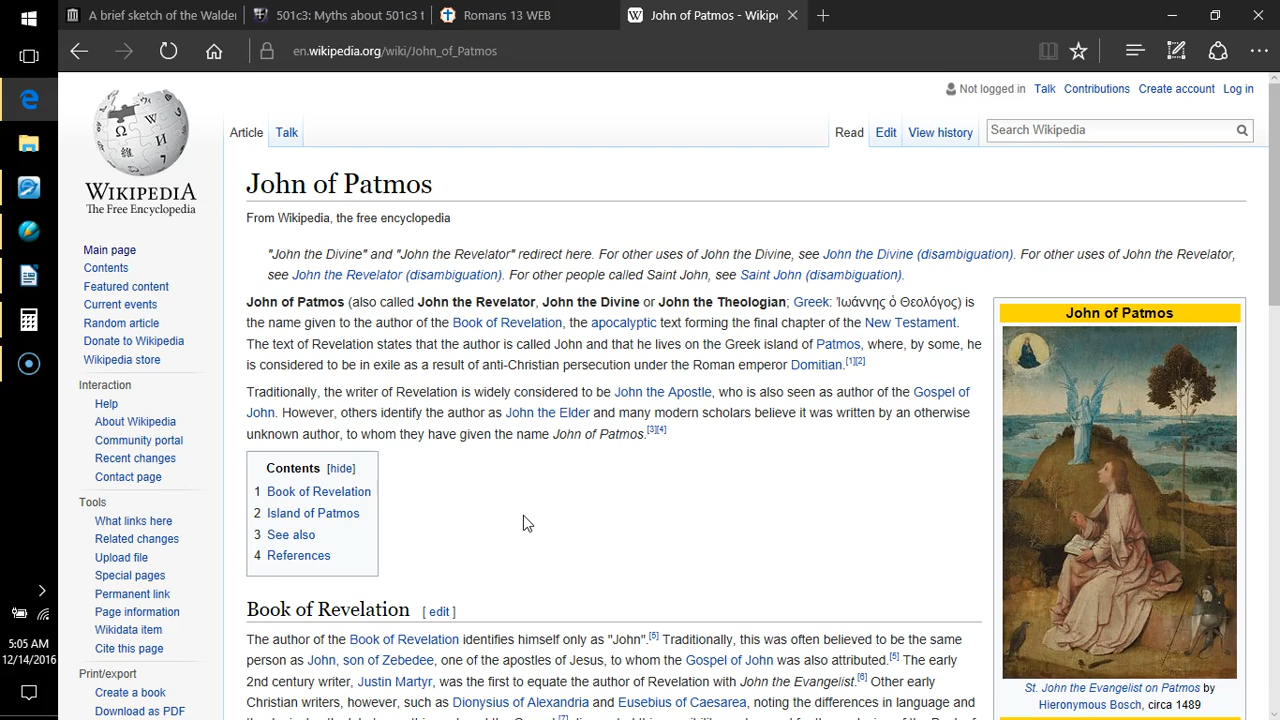 A brief sketch of the Walder
501c3: Myths about 501c3 t
Romans 13 WEB
John of Patmos - Wikipe
en.wikipedia.org/wiki/John_of_Patmos
Not logged in Talk Contributions Create account Log in
Article Talk Read Edit View history Search Wikipedia
WIKIPEDIA
The Free Encyclopedia
Main page
Contents
Featured content
Current events
Random article
Donate to Wikipedia
Wikipedia store
Interaction
Help
About Wikipedia
Community portal
Recent changes
Contact page
Tools
What links here
Related changes
Upload file
Special pages
Permanent link
Page information
Wikidata item
Cite this page
Print/export
Create a book
Download as PDF
John of Patmos
From Wikipedia, the free encyclopedia
"John the Divine" and "John the Revelator" redirect here. For other uses of John the Divine, see John the Divine (disambiguation). For other uses of John the Revelator,
see John the Revelator (disambiguation). For other people called Saint John, see Saint John (disambiguation).
John of Patmos (also called John the Revelator, John the Divine or John the Theologian; Greek: Ἰωάννης ὁ Θεολόγος) is
the name given to the author of the Book of Revelation, the apocalyptic text forming the final chapter of the New Testament.
The text of Revelation states that the author is called John and that he lives on the Greek island of Patmos, where, by some, he
is considered to be in exile as a result of anti-Christian persecution under the Roman emperor Domitian.[1][2]
Traditionally, the writer of Revelation is widely considered to be John the Apostle, who is also seen as author of the Gospel of
John. However, others identify the author as John the Elder and many modern scholars believe it was written by an otherwise
unknown author, to whom they have given the name John of Patmos.[3][4]
Contents [hide]
1 Book of Revelation
2 Island of Patmos
3 See also
4 References
Book of Revelation [ edit ]
The author of the Book of Revelation identifies himself only as "John".[5] Traditionally, this was often believed to be the same
person as John, son of Zebedee, one of the apostles of Jesus, to whom the Gospel of John was also attributed.[5] The early
2nd century writer, Justin Martyr, was the first to equate the author of Revelation with John the Evangelist.[6] Other early
Christian writers, however, such as Dionysius of Alexandria and Eusebius of Caesarea, noting the differences in language and
John of Patmos
St. John the Evangelist on Patmos by
Hieronymous Bosch, circa 1489
5:05 AM
12/14/2016